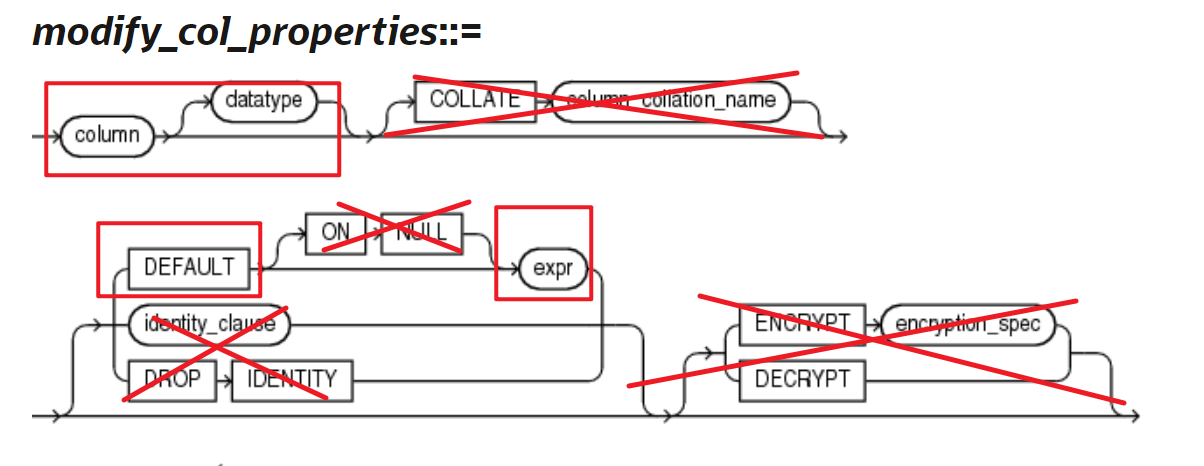 modify_col_properties::=
datatype COLLATE column_collation_name
column
ON NULL
DEFAULT expr
identity_clause ENCRYPT encryption_spec
DROP IDENTITY DECRYPT